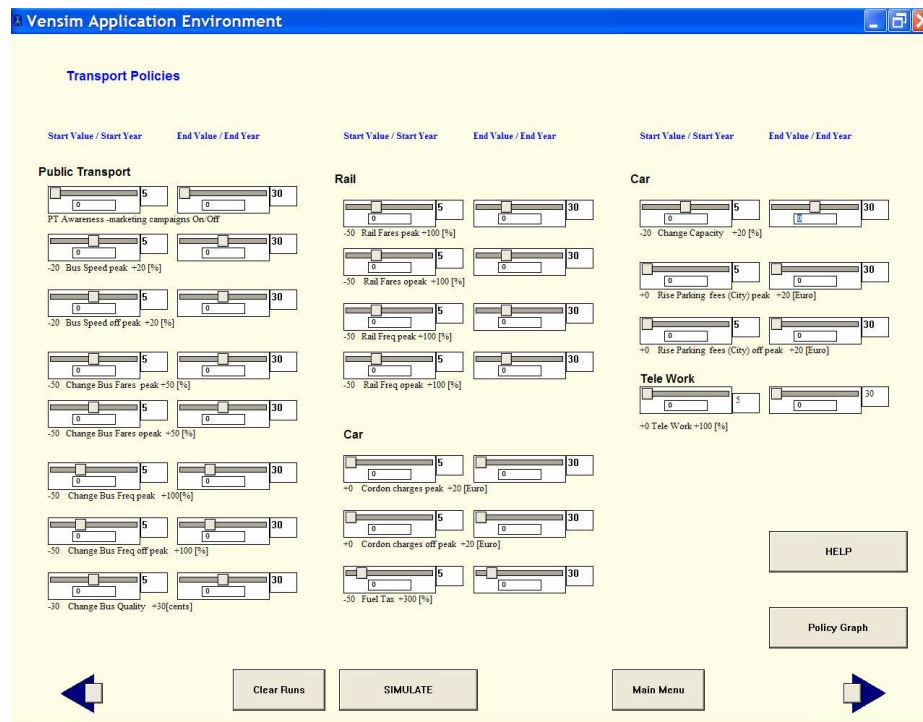 Vensim Application Environment
Transport Policies
Start Value / Start Year End Value / End Year
Public Transport
5 30
0 0
PT Awareness -marketing campaigns On/Off
5 30
0 0
-20 Bus Speed peak +20 [%]
5 30
0 0
-20 Bus Speed off peak +20 [%]
5 30
0 0
-50 Change Bus Fares peak +50 [%]
5 30
0 0
-50 Change Bus Fares opeak +50 [%]
5 30
0 0
-50 Change Bus Freq peak +100[%]
5 30
0 0
-50 Change Bus Freq off peak +100 [%]
5 30
0 0
-30 Change Bus Quality +30[cents]
Start Value / Start Year End Value / End Year
Rail
5 30
0 0
-50 Rail Fares peak +100 [%]
5 30
0 0
-50 Rail Fares opeak +100 [%]
5 30
0 0
-50 Rail Freq peak +100 [%]
5 30
0 0
-50 Rail Freq opeak +100 [%]
Car
5 30
0 0
+0 Cordon charges peak +20 [Euro]
5 30
0 0
+0 Cordon charges off peak +20 [Euro]
5 30
0 0
-50 Fuel Tax +300 [%]
Start Value / Start Year End Value / End Year
Car
5 30
0 0
-20 Change Capacity +20 [%]
5 30
0 0
+0 Rise Parking fees (City) peak +20 [Euro]
5 30
0 0
+0 Rise Parking fees (City) off peak +20 [Euro]
Tele Work
5 30
0 0
+0 Tele Work +100 [%]
HELP
Policy Graph
Clear Runs SIMULATE Main Menu